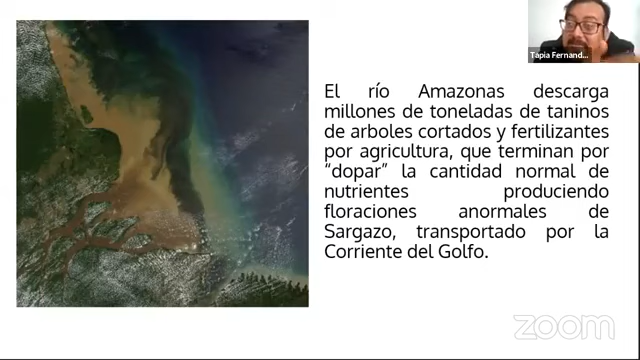 Tapia Fernand...
El río Amazonas descarga
millones de toneladas de taninos
de arboles cortados y fertilizantes
por agricultura, que terminan por
“dopar” la cantidad normal de
nutrientes produciendo
floraciones anormales de
Sargazo, transportado por la
Corriente del Golfo.
zoom